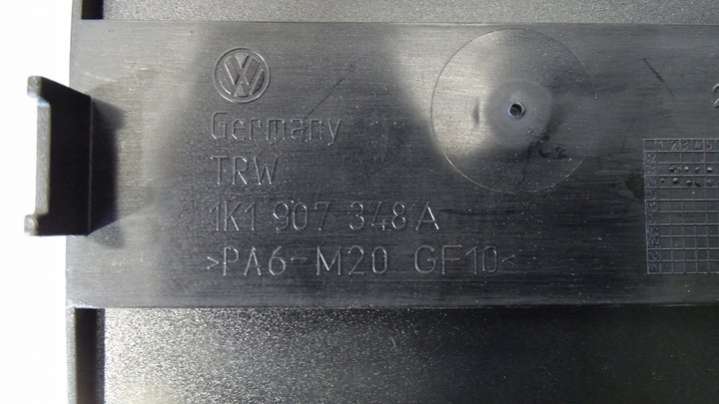 Germany
TRW
1K1 907 348 A
>PA6-M20 GF10<